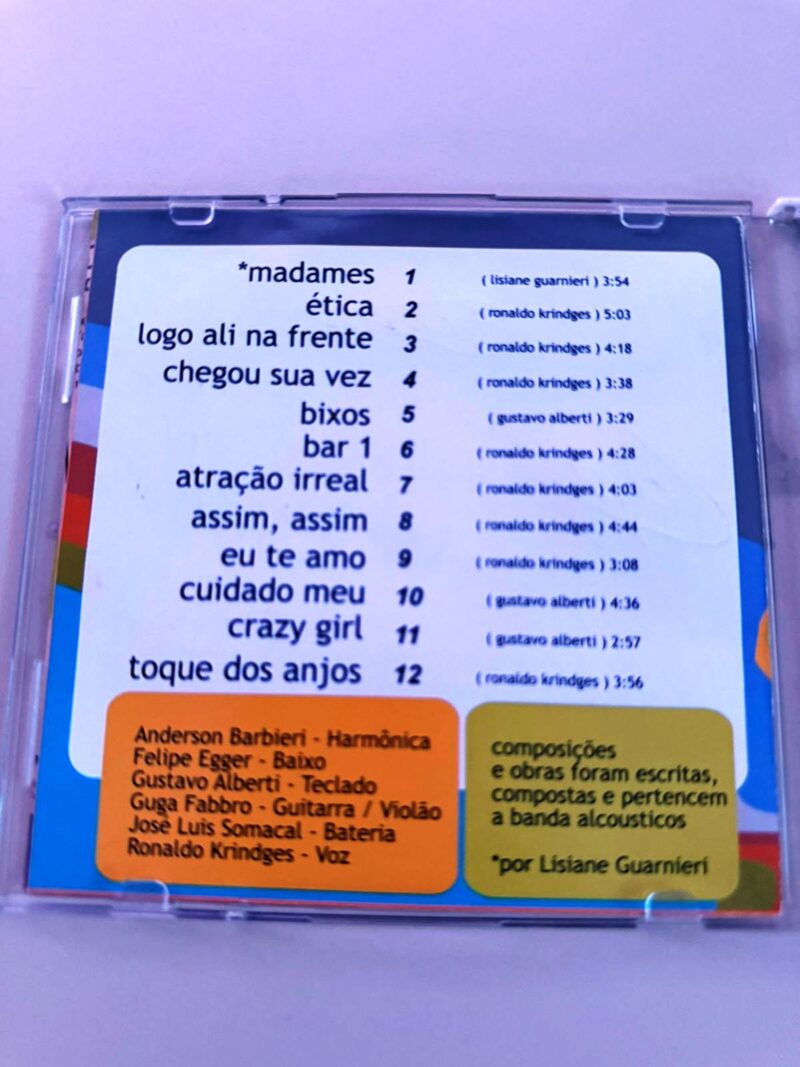 *madames 1 ( lisiane guarnieri ) 3:54
ética 2 ( ronaldo krindges ) 5:03
logo ali na frente 3 ( ronaldo krindges ) 4:18
chegou sua vez 4 ( ronaldo krindges ) 3:38
bixos 5 ( gustavo alberti ) 3:29
bar 1 6 ( ronaldo krindges ) 4:28
atração irreal 7 ( ronaldo krindges ) 4:03
assim, assim 8 ( ronaldo krindges ) 4:44
eu te amo 9 ( ronaldo krindges ) 3:08
cuidado meu 10 ( gustavo alberti ) 4:36
crazy girl 11 ( gustavo alberti ) 2:57
toque dos anjos 12 ( ronaldo krindges ) 3:56
Anderson Barbieri - Harmônica
Felipe Egger - Baixo
Gustavo Alberti - Teclado
Guga Fabbro - Guitarra / Violão
José Luis Somacal - Bateria
Ronaldo Krindges - Voz
composições
e obras foram escritas,
compostas e pertencem
a banda alcousticos
*por Lisiane Guarnieri